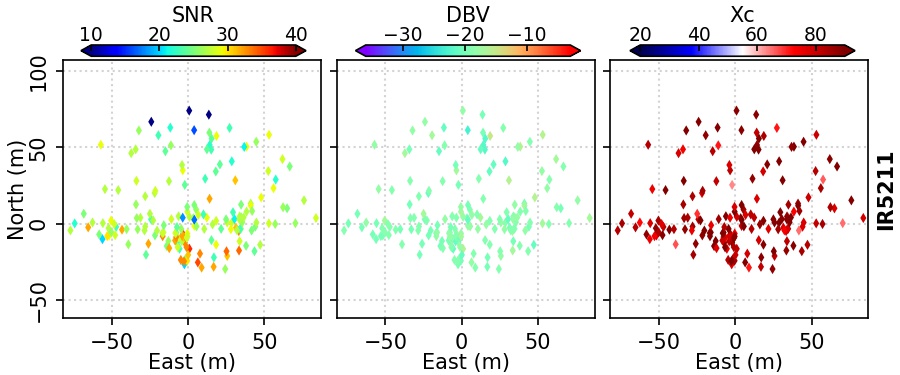 SNR DBV Xc
10 20 30 40 −30 −20 −10 20 40 60 80
100
50
0
−50
North (m)
−50 0 50 −50 0 50 −50 0 50
East (m) East (m) East (m)
IR5211